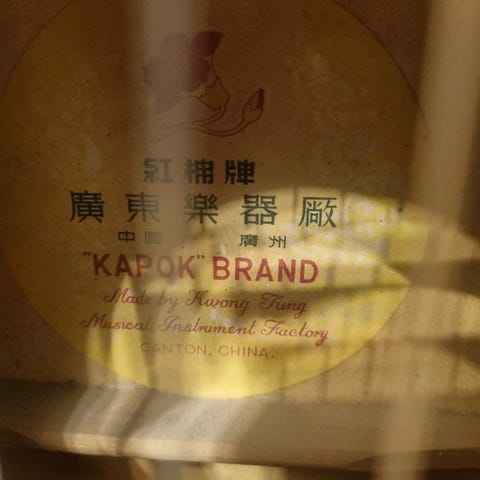 紅棉牌
廣東樂器廠
中國 廣州
"KAPOK" BRAND
Made by Kwong Tung
Musical Instrument Factory
CANTON, CHINA.